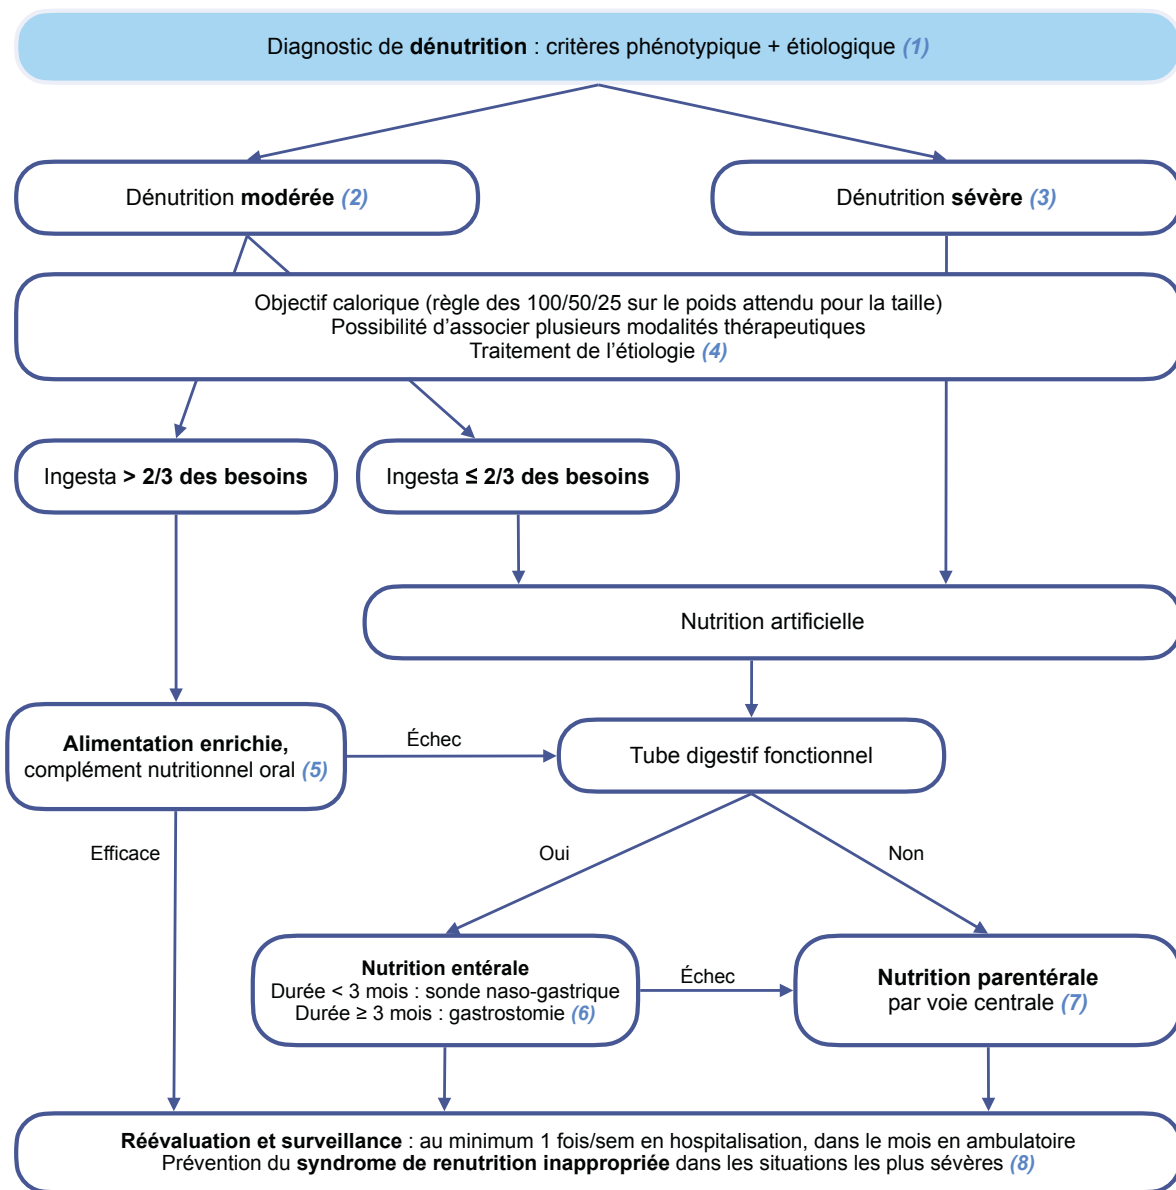 Diagnostic de dénutrition : critères phénotypique + étiologique (1)
Dénutrition modérée (2)
Dénutrition sévère (3)
Objectif calorique (règle des 100/50/25 sur le poids attendu pour la taille)
Possibilité d’associer plusieurs modalités thérapeutiques
Traitement de l’étiologie (4)
Ingesta > 2/3 des besoins
Ingesta ≤ 2/3 des besoins
Nutrition artificielle
Alimentation enrichie,
complément nutritionnel oral (5)
Échec
Tube digestif fonctionnel
Efficace
Oui
Non
Nutrition entérale
Durée < 3 mois : sonde naso-gastrique
Durée ≥ 3 mois : gastrostomie (6)
Échec
Nutrition parentérale
par voie centrale (7)
Réévaluation et surveillance : au minimum 1 fois/sem en hospitalisation, dans le mois en ambulatoire
Prévention du syndrome de renutrition inappropriée dans les situations les plus sévères (8)